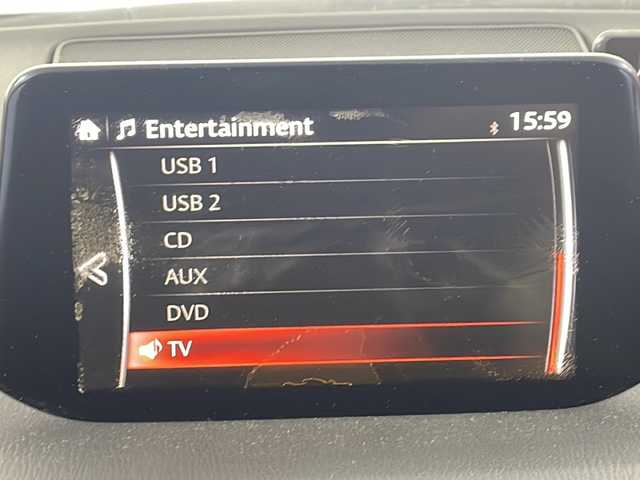 Entertainment 15:59
USB 1
USB 2
CD
AUX
DVD
TV